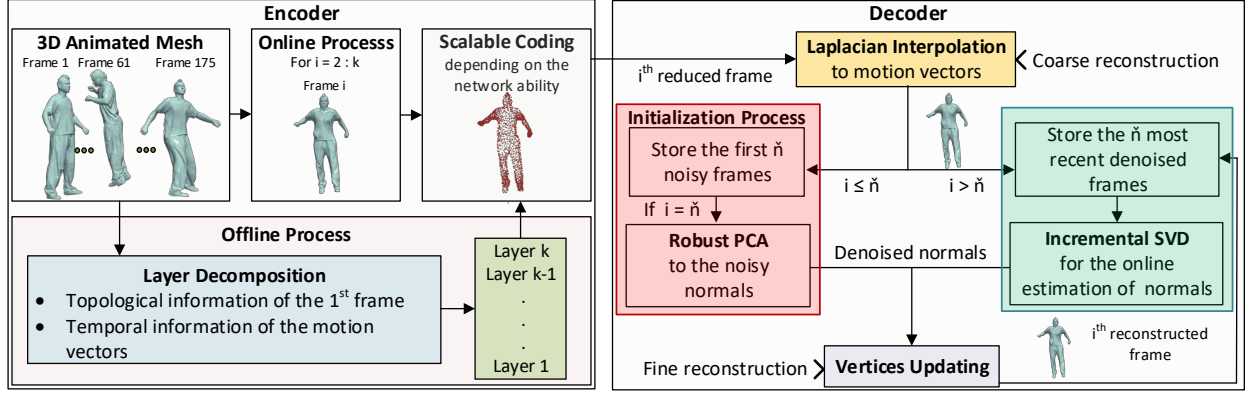 Encoder
3D Animated Mesh
Frame 1 Frame 61 Frame 175
Online Processs
For i = 2 : k
Frame i
Scalable Coding
depending on the
network ability
Offline Process
Layer Decomposition
• Topological information of the 1st frame
• Temporal information of the motion
vectors
Layer k
Layer k-1
.
.
.
Layer 1
Decoder
ith reduced frame
Laplacian Interpolation
to motion vectors
Coarse reconstruction
Initialization Process
Store the first ň
noisy frames
If i = ň
Robust PCA
to the noisy
normals
i ≤ ň
i > ň
Store the ň most
recent denoised
frames
Incremental SVD
for the online
estimation of normals
Denoised normals
Fine reconstruction
Vertices Updating
ith reconstructed
frame